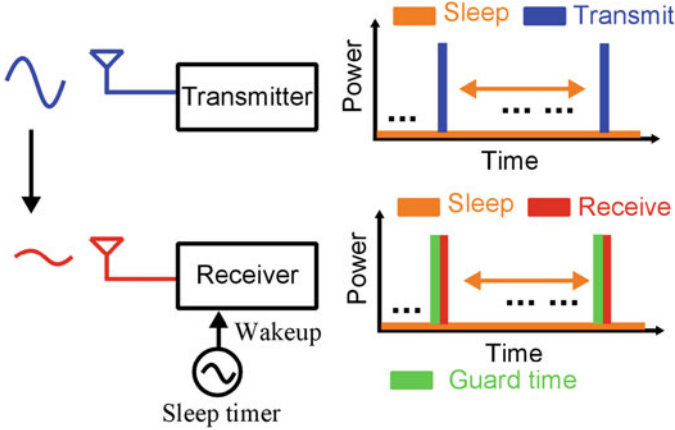 Sleep Transmit
Transmitter
Power
... ... ...
Time
Sleep Receive
Receiver
Power
... ... ...
Wakeup
Time
Sleep timer
Guard time